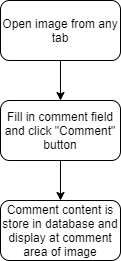 Open image from any
tab
Fill in comment field
and click "Comment"
button
Comment content is
store in database and
display at comment
area of image